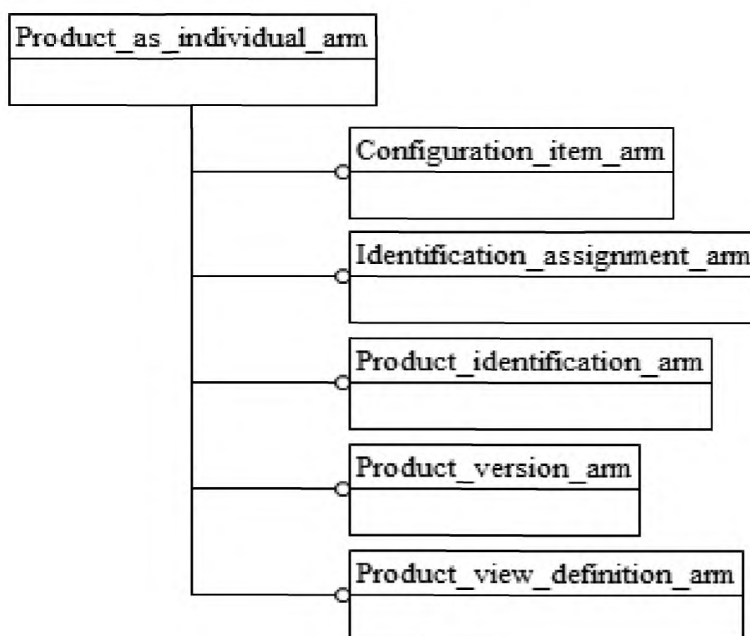 Product_as_individual_arm
Configuration_item_arm
Identification_assignment_arm
Product_identification_arm
Product_version_arm
Product_view_definition_arm